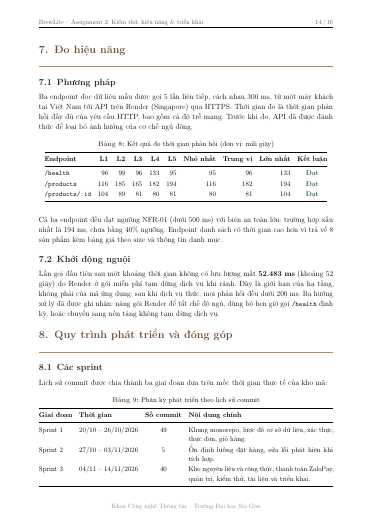 BrewLite – Assignment 2: Kiểm thử, hiệu năng & triển khai 14 / 16
7. Đo hiệu năng
7.1 Phương pháp
Ba endpoint đọc dữ liệu mẫu được gọi 5 lần liên tiếp, cách nhau 300 ms, từ một máy khách
tại Việt Nam tới API trên Render (Singapore) qua HTTPS. Thời gian đo là thời gian phản
hồi đầy đủ của yêu cầu HTTP, bao gồm cả độ trễ mạng. Trước khi đo, API đã được đánh
thức để loại bỏ ảnh hưởng của cơ chế ngủ đông.
Bảng 8: Kết quả đo thời gian phản hồi (đơn vị: mili giây)
Endpoint L1 L2 L3 L4 L5 Nhỏ nhất Trung vị Lớn nhất Kết luận
/health 96 99 96 133 95 95 96 133 Đạt
/products 116 185 165 182 194 116 182 194 Đạt
/products/:id 104 89 81 80 80 80 81 104 Đạt
Cả ba endpoint đều đạt ngưỡng NFR-01 (dưới 500 ms) với biên an toàn lớn: trường hợp xấu
nhất là 194 ms, chưa bằng 40% ngưỡng. Endpoint danh sách có thời gian cao hơn vì trả về 8
sản phẩm kèm bảng giá theo size và thông tin danh mục.
7.2 Khởi động nguội
Lần gọi đầu tiên sau một khoảng thời gian không có lưu lượng mất 52.483 ms (khoảng 52
giây) do Render ở gói miễn phí tạm dừng dịch vụ khi rảnh. Đây là giới hạn của hạ tầng,
không phải của mã ứng dụng; sau khi dịch vụ thức, mọi phản hồi đều dưới 200 ms. Ba hướng
xử lý đã được ghi nhận: nâng gói Render để tắt chế độ ngủ, dùng bộ hẹn giờ gọi /health định
kỳ, hoặc chuyển sang nền tảng không tạm dừng dịch vụ.
8. Quy trình phát triển và đóng góp
8.1 Các sprint
Lịch sử commit được chia thành ba giai đoạn dựa trên mốc thời gian thực tế của kho mã:
Bảng 9: Phân kỳ phát triển theo lịch sử commit
Giai đoạn Thời gian Số commit Nội dung chính
Sprint 1 20/10 – 26/10/2026 49 Khung monorepo, lược đồ cơ sở dữ liệu, xác thực,
thực đơn, giỏ hàng.
Sprint 2 27/10 – 03/11/2026 5 Ổn định luồng đặt hàng, sửa lỗi phát hiện khi
tích hợp.
Sprint 3 04/11 – 14/11/2026 40 Kho nguyên liệu và công thức, thanh toán ZaloPay,
quản trị, kiểm thử, tài liệu và triển khai.
Khoa Công nghệ Thông tin – Trường Đại học Sài Gòn